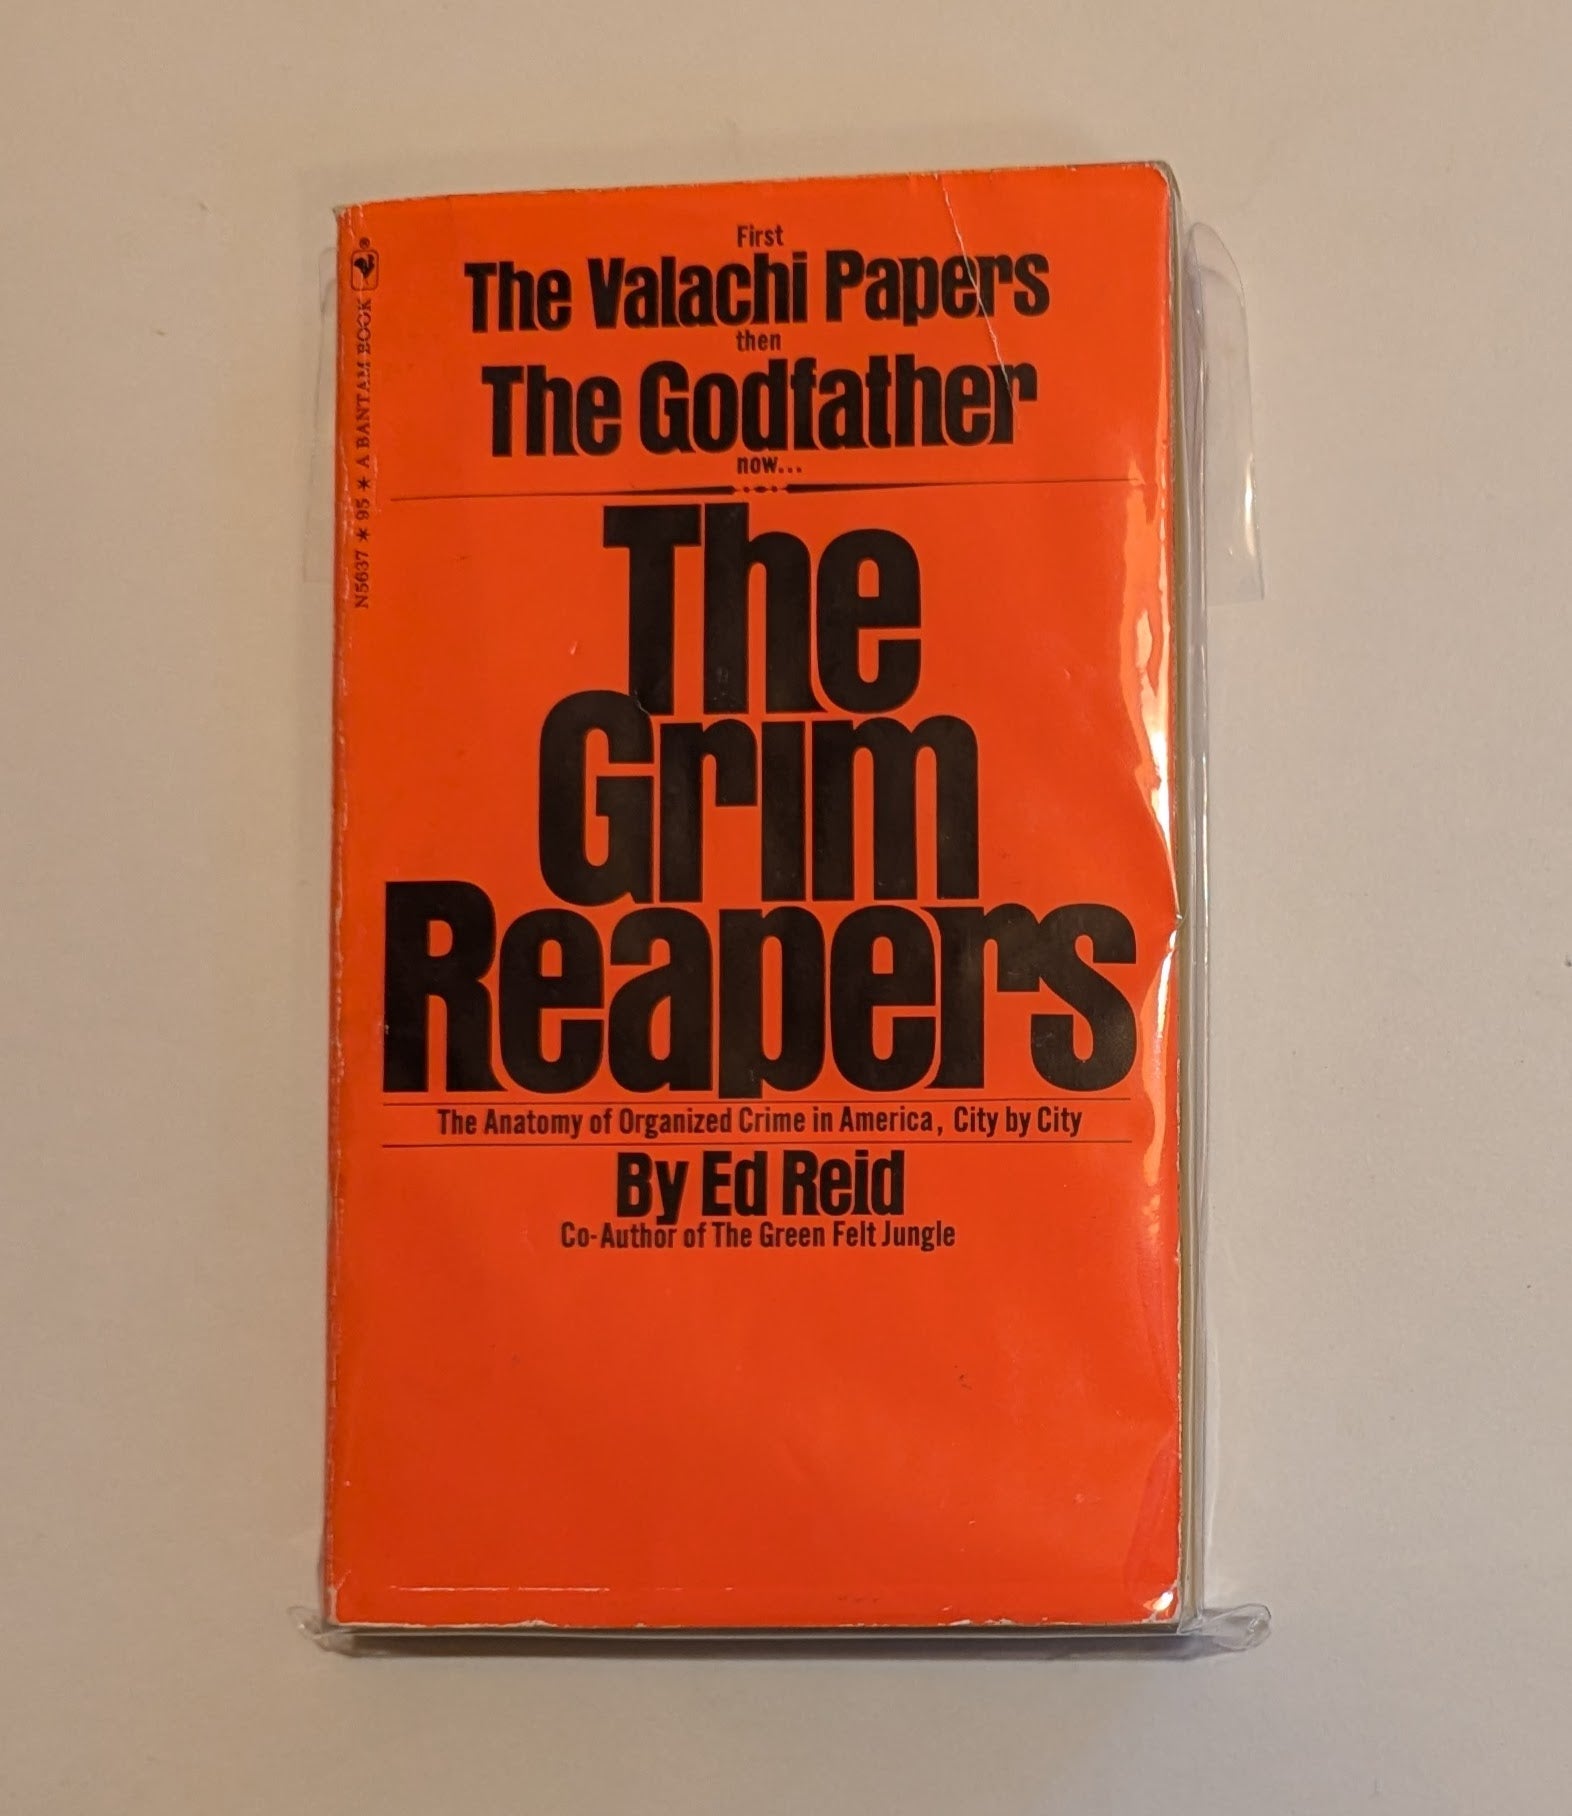 First
The Valachi Papers
then
The Godfather
now...
The
Grim
Reapers
The Anatomy of Organized Crime in America, City by City
By Ed Reid
Co-Author of The Green Felt Jungle
N5637 * 95 * A BANTAM BOOK ®